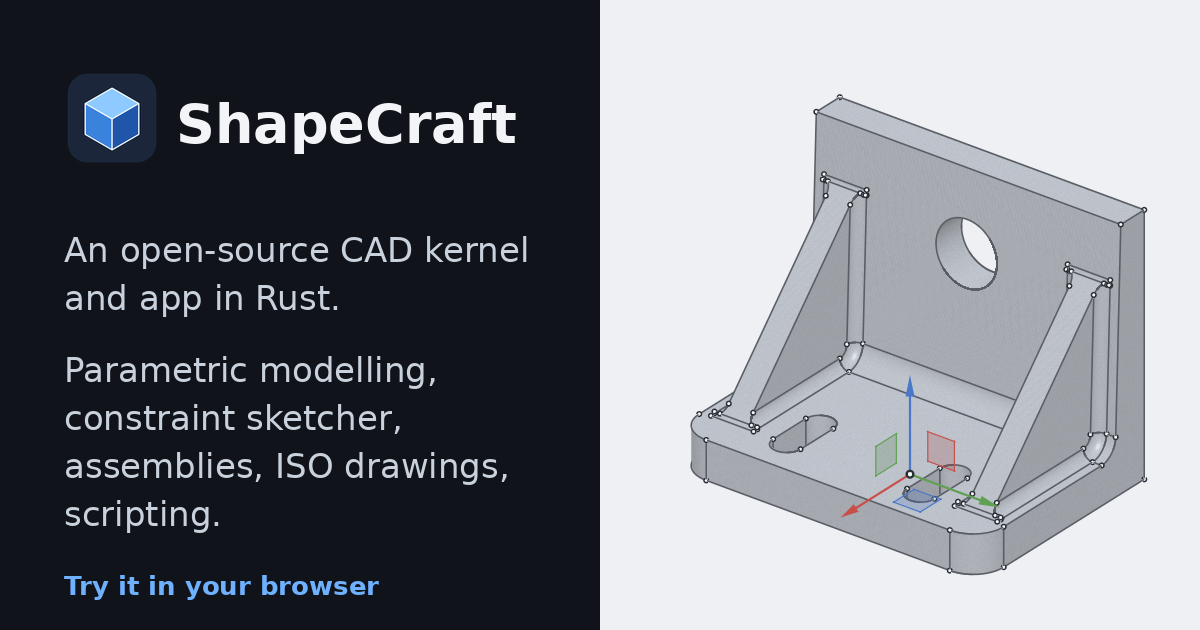 ShapeCraft
An open-source CAD kernel
and app in Rust.
Parametric modelling,
constraint sketcher,
assemblies, ISO drawings,
scripting.
Try it in your browser